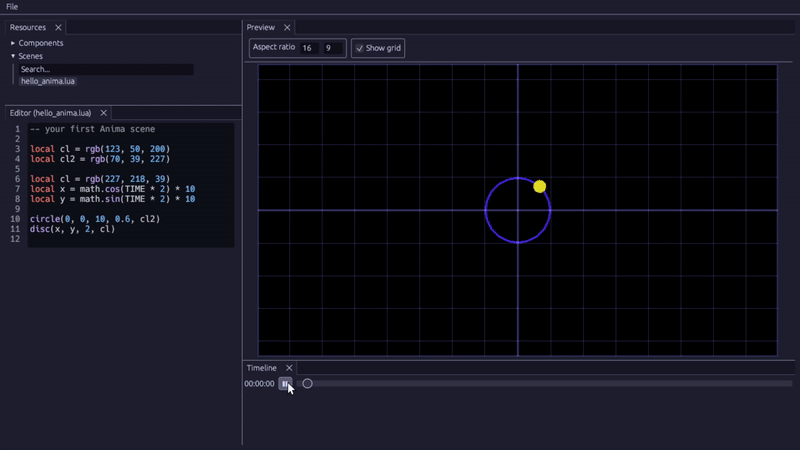 File
Resources
Components
Scenes
Search...
hello_anima.lua
Editor (hello_anima.lua)
1 -- your first Anima scene
2
3 local cl = rgb(123, 50, 200)
4 local cl2 = rgb(70, 39, 227)
5
6 local cl = rgb(227, 218, 39)
7 local x = math.cos(TIME * 2) * 10
8 local y = math.sin(TIME * 2) * 10
9
10 circle(0, 0, 10, 0.6, cl2)
11 disc(x, y, 2, cl)
12
Preview
Aspect ratio 16 9 Show grid
Timeline
00:00:00